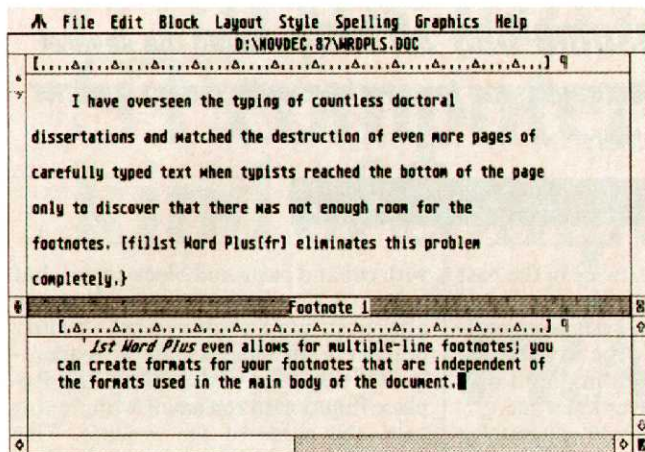 File Edit Block Layout Style Spelling Graphics Help
D:\NOVDEC.87\WRDPLS.DOC
I have overseen the typing of countless doctoral
dissertations and watched the destruction of even more pages of
carefully typed text when typists reached the bottom of the page
only to discover that there was not enough room for the
footnotes. [fi]1st Word Plus[fr] eliminates this problem
completely.}
Footnote 1
' 1st Word Plus even allows for multiple-line footnotes; you
can create formats for your footnotes that are independent of
the formats used in the main body of the document.